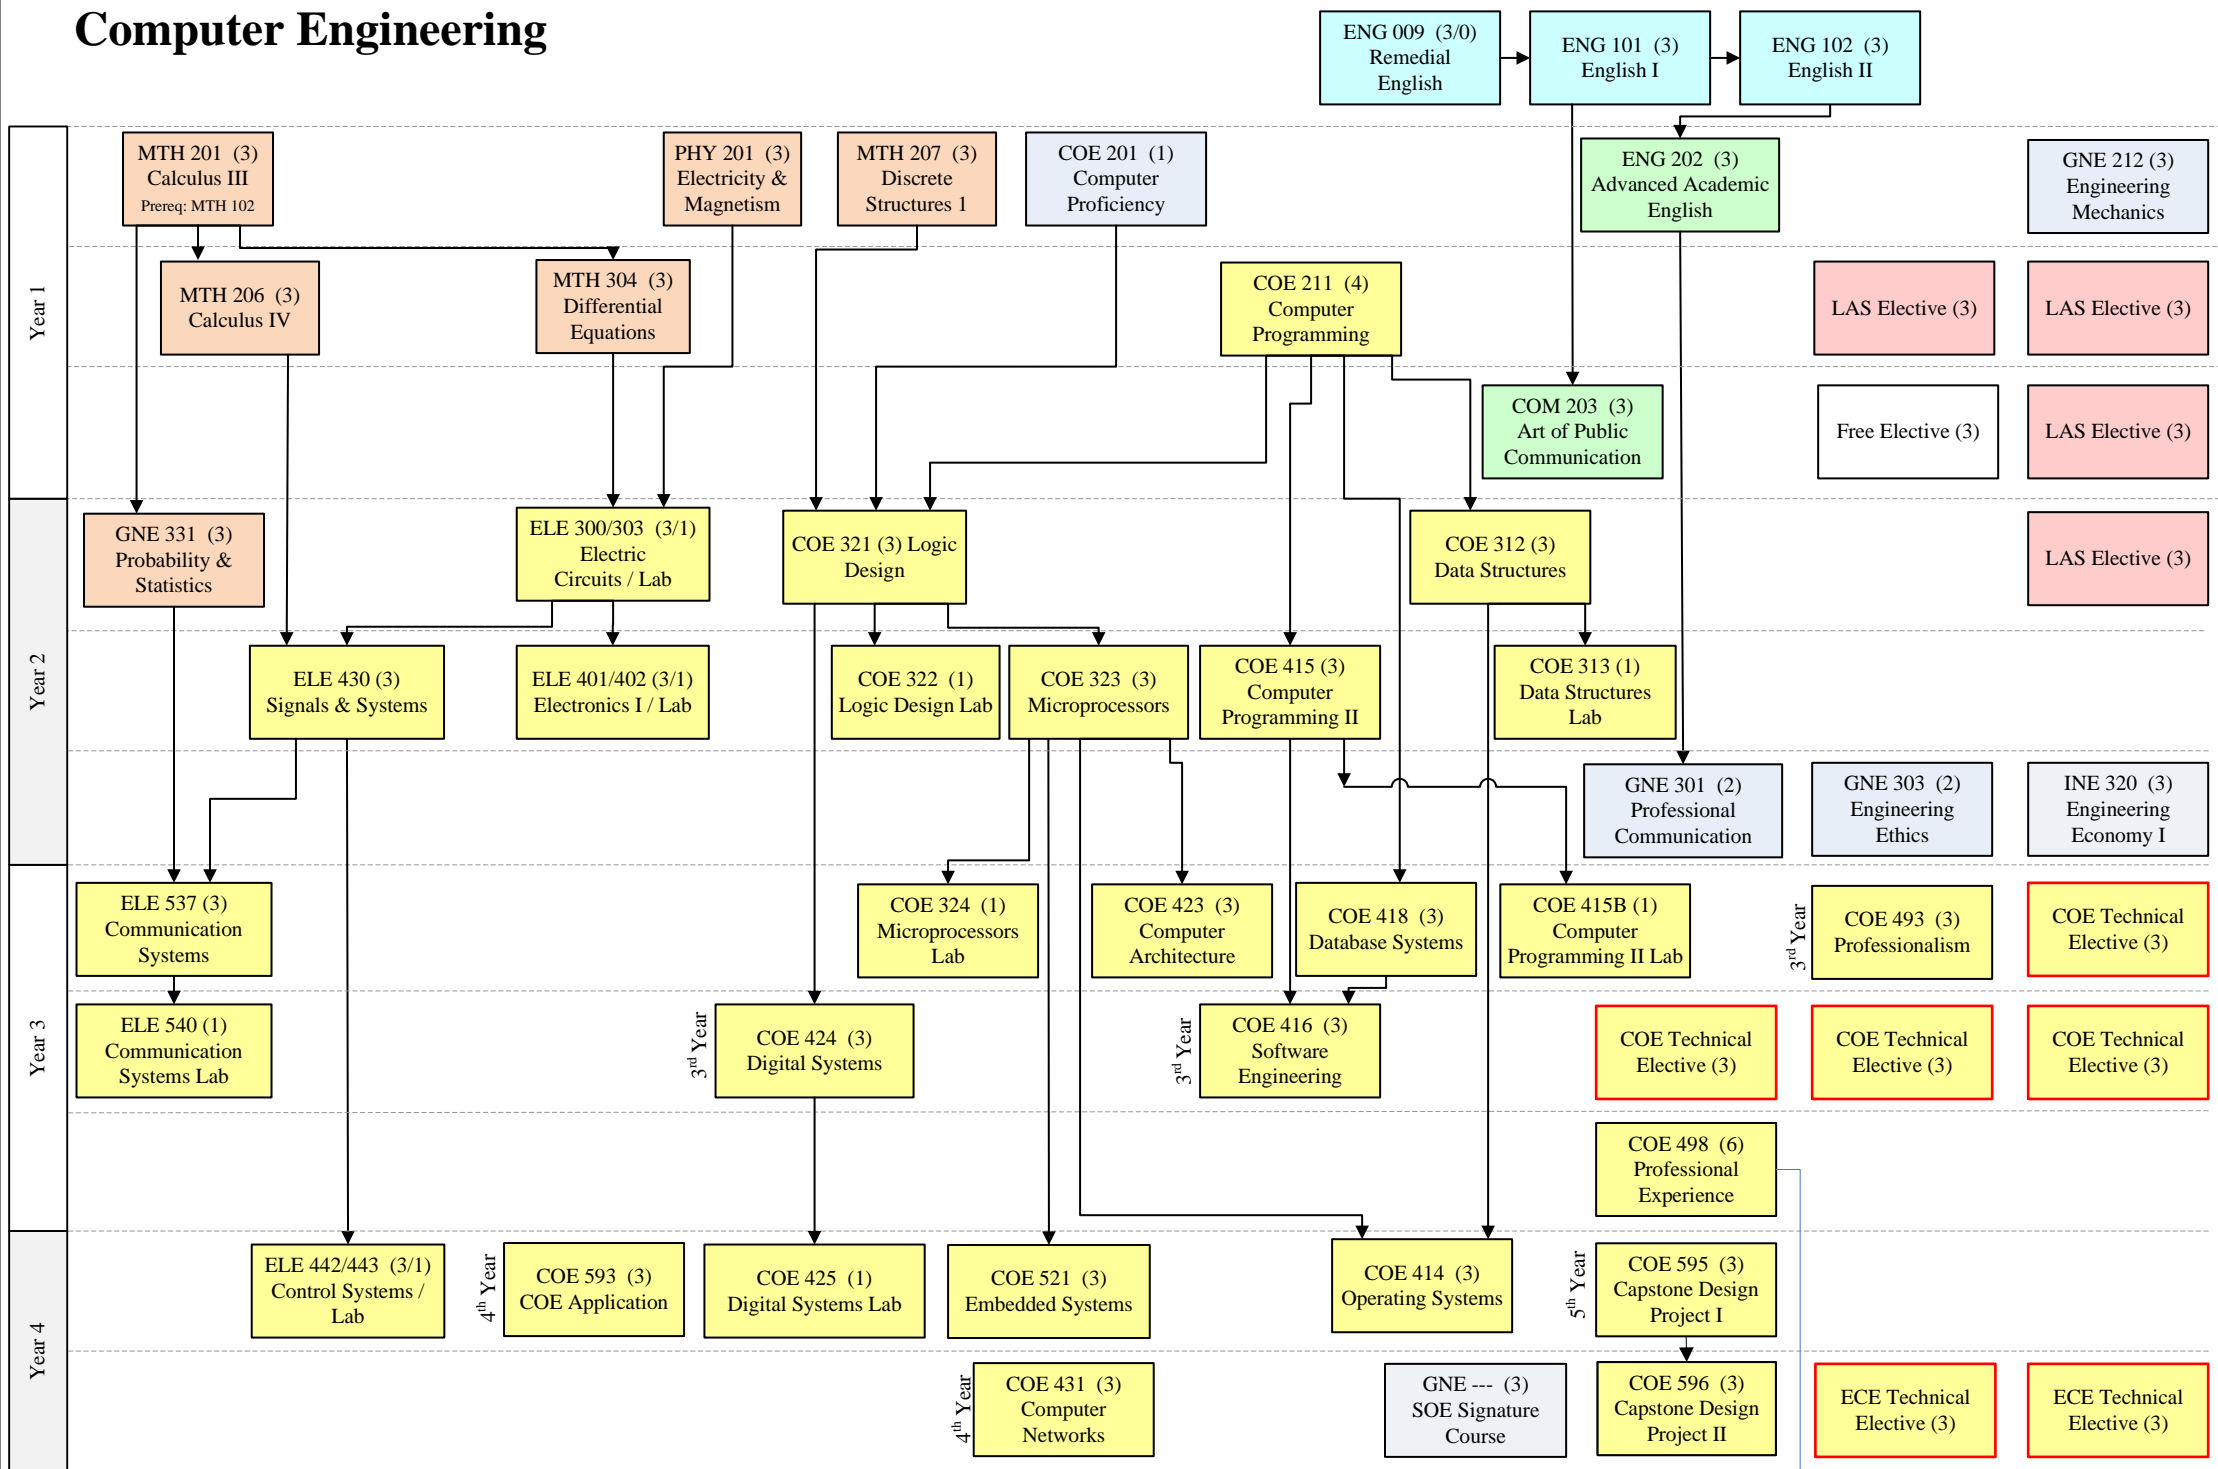 Computer Engineering
ENG 009  (3/0)
Remedial
English
ENG 101  (3)
English I
ENG 102  (3)
English II
Year 1
MTH 201  (3)
Calculus III
Prereq: MTH 102
PHY 201  (3)
Electricity &
Magnetism
MTH 207  (3)
Discrete
Structures 1
COE 201  (1)
Computer
Proficiency
ENG 202  (3)
Advanced Academic
English
GNE 212 (3)
Engineering
Mechanics
MTH 206  (3)
Calculus IV
MTH 304  (3)
Differential
Equations
COE 211  (4)
Computer
Programming
LAS Elective (3)
LAS Elective (3)
COM 203  (3)
Art of Public
Communication
Free Elective (3)
LAS Elective (3)
Year 2
GNE 331  (3)
Probability &
Statistics
ELE 300/303  (3/1)
Electric
Circuits / Lab
COE 321 (3) Logic
Design
COE 312 (3)
Data Structures
LAS Elective (3)
ELE 430 (3)
Signals & Systems
ELE 401/402 (3/1)
Electronics I / Lab
COE 322  (1)
Logic Design Lab
COE 323  (3)
Microprocessors
COE 415 (3)
Computer
Programming II
COE 313 (1)
Data Structures
Lab
GNE 301  (2)
Professional
Communication
GNE 303  (2)
Engineering
Ethics
INE 320  (3)
Engineering
Economy I
Year 3
ELE 537 (3)
Communication
Systems
COE 324  (1)
Microprocessors
Lab
COE 423  (3)
Computer
Architecture
COE 418  (3)
Database Systems
COE 415B (1)
Computer
Programming II Lab
3rd Year
COE 493  (3)
Professionalism
COE Technical
Elective (3)
ELE 540 (1)
Communication
Systems Lab
3rd Year
COE 424  (3)
Digital Systems
3rd Year
COE 416  (3)
Software
Engineering
COE Technical
Elective (3)
COE Technical
Elective (3)
COE Technical
Elective (3)
COE 498  (6)
Professional
Experience
Year 4
ELE 442/443  (3/1)
Control Systems /
Lab
4th Year
COE 593  (3)
COE Application
COE 425  (1)
Digital Systems Lab
COE 521  (3)
Embedded Systems
COE 414  (3)
Operating Systems
5th Year
COE 595  (3)
Capstone Design
Project I
4th Year
COE 431  (3)
Computer
Networks
GNE ---  (3)
SOE Signature
Course
COE 596  (3)
Capstone Design
Project II
ECE Technical
Elective (3)
ECE Technical
Elective (3)